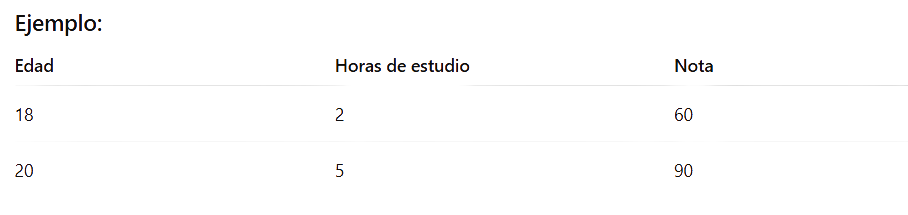 Ejemplo:
Edad Horas de estudio Nota
18 2 60
20 5 90